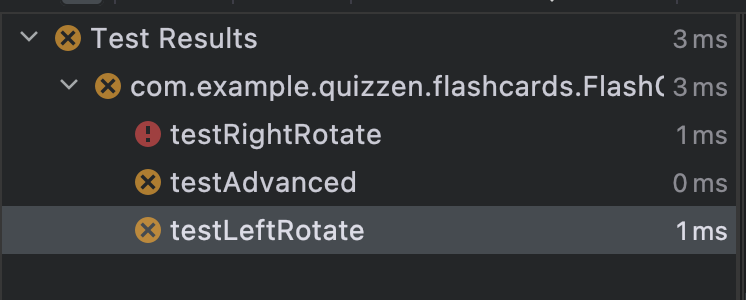 Test Results 3 ms
com.example.quizzen.flashcards.Flash 3 ms
testRightRotate 1 ms
testAdvanced 0 ms
testLeftRotate 1 ms